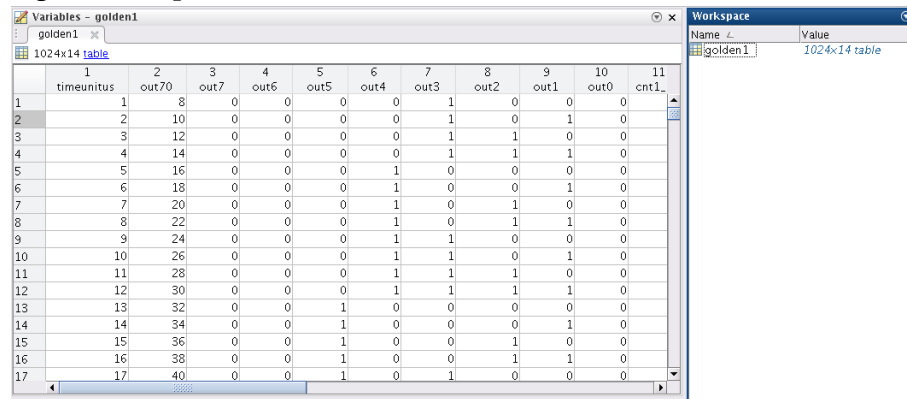 Variables - golden1
golden1
1024x14 table
1 2 3 4 5 6 7 8 9 10 11
timeunitus out70 out7 out6 out5 out4 out3 out2 out1 out0 cnt1_
1 1 8 0 0 0 0 1 0 0 0
2 2 10 0 0 0 0 1 0 1 0
3 3 12 0 0 0 0 1 1 0 0
4 4 14 0 0 0 0 1 1 1 0
5 5 16 0 0 0 1 0 0 0 0
6 6 18 0 0 0 1 0 0 1 0
7 7 20 0 0 0 1 0 1 0 0
8 8 22 0 0 0 1 0 1 1 0
9 9 24 0 0 0 1 1 0 0 0
10 10 26 0 0 0 1 1 0 1 0
11 11 28 0 0 0 1 1 1 0 0
12 12 30 0 0 0 1 1 1 1 0
13 13 32 0 0 1 0 0 0 0 0
14 14 34 0 0 1 0 0 0 1 0
15 15 36 0 0 1 0 0 1 0 0
16 16 38 0 0 1 0 0 1 1 0
17 17 40 0 0 1 0 1 0 0 0
Workspace
Name Value
golden1 1024x14 table